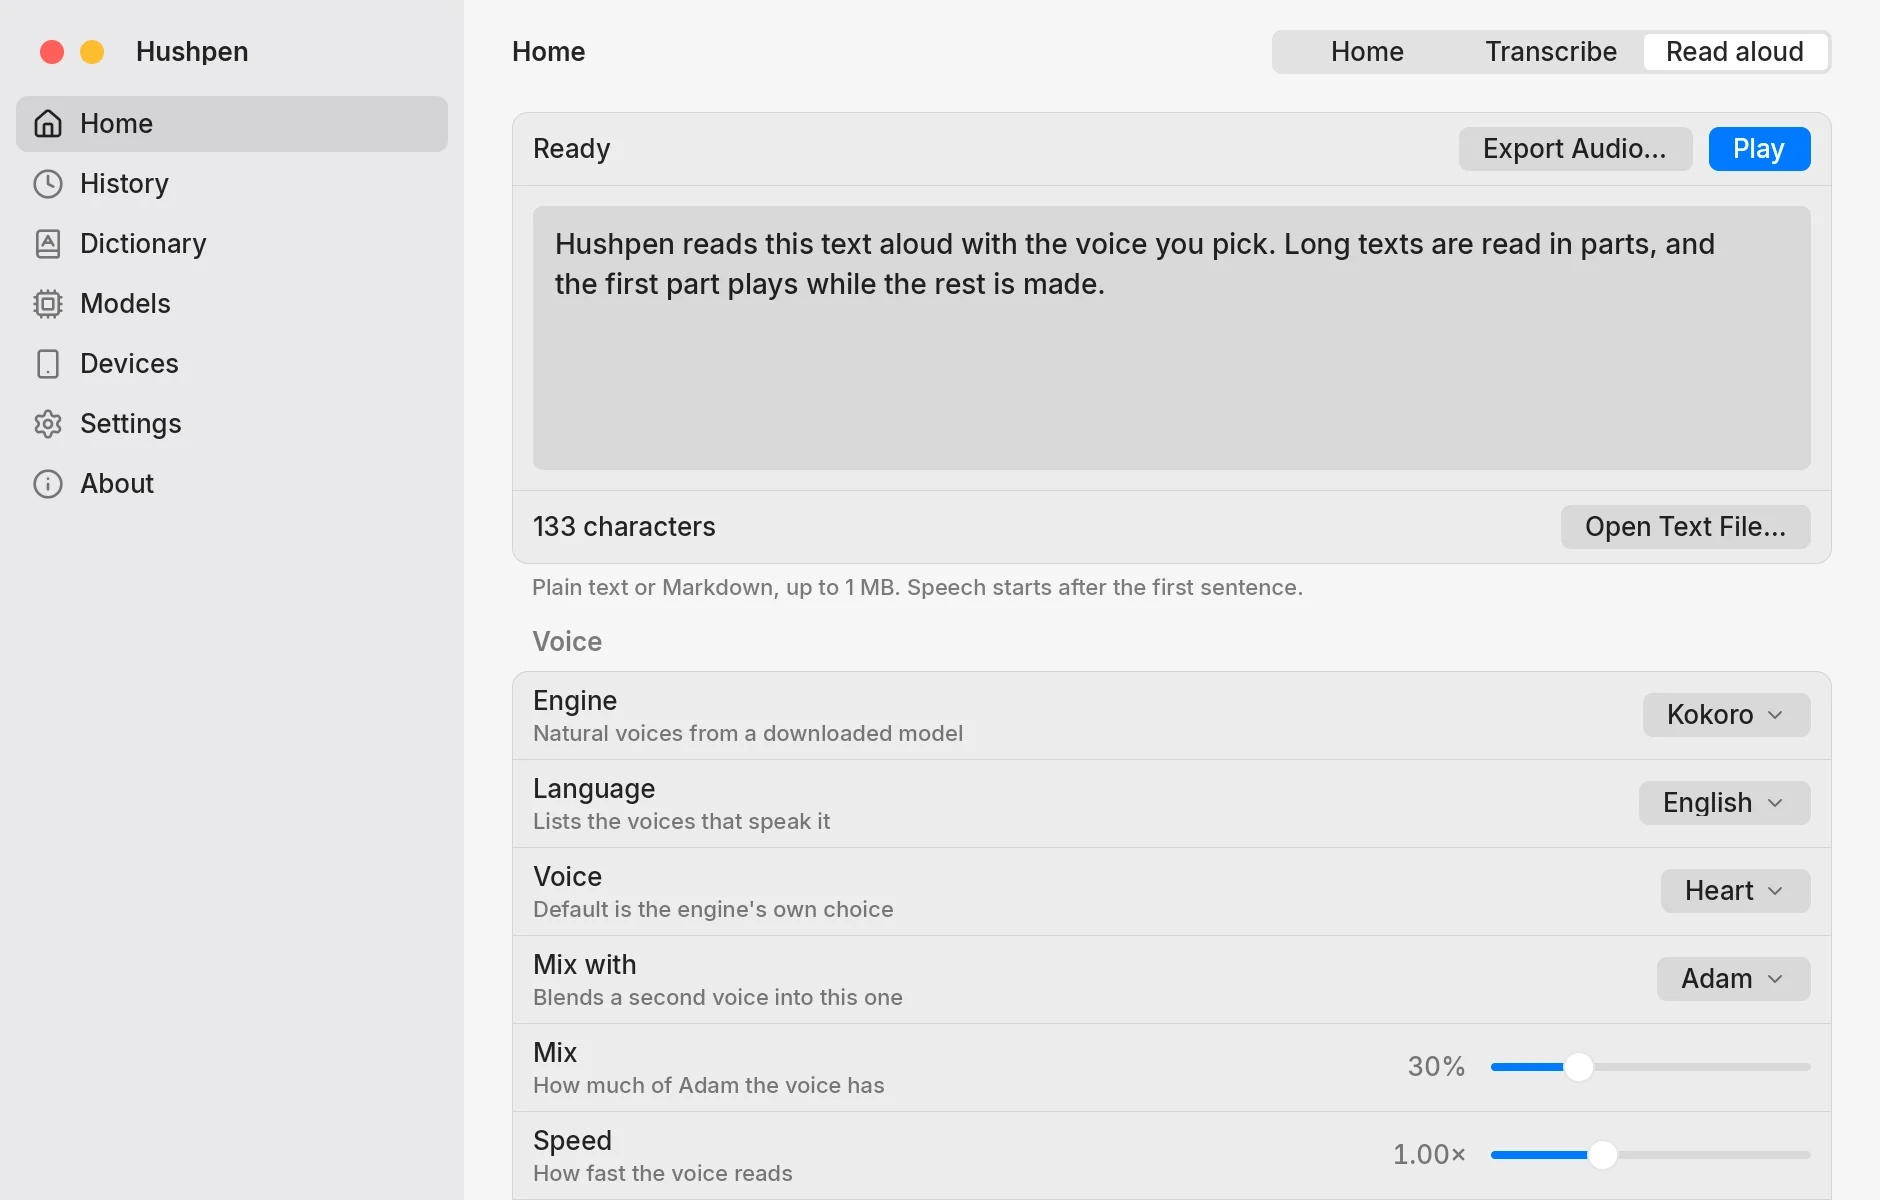 Hushpen
Home
History
Dictionary
Models
Devices
Settings
About
Home
Home Transcribe Read aloud
Ready
Export Audio... Play
Hushpen reads this text aloud with the voice you pick. Long texts are read in parts, and
the first part plays while the rest is made.
133 characters
Open Text File...
Plain text or Markdown, up to 1 MB. Speech starts after the first sentence.
Voice
Engine
Natural voices from a downloaded model
Kokoro
Language
Lists the voices that speak it
English
Voice
Default is the engine's own choice
Heart
Mix with
Blends a second voice into this one
Adam
Mix
How much of Adam the voice has
30%
Speed
How fast the voice reads
1.00×